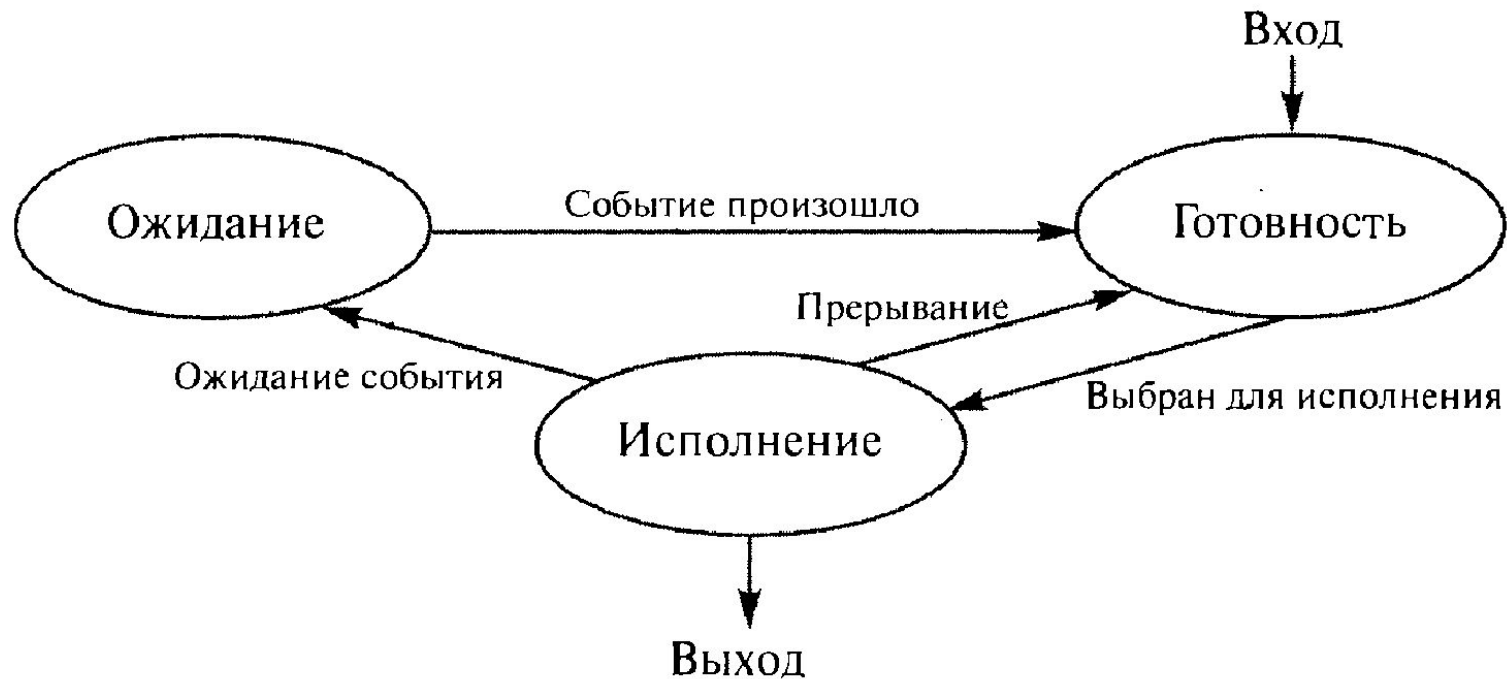 Вход
Ожидание
Событие произошло
Готовность
Прерывание
Ожидание события
Выбран для исполнения
Исполнение
Выход